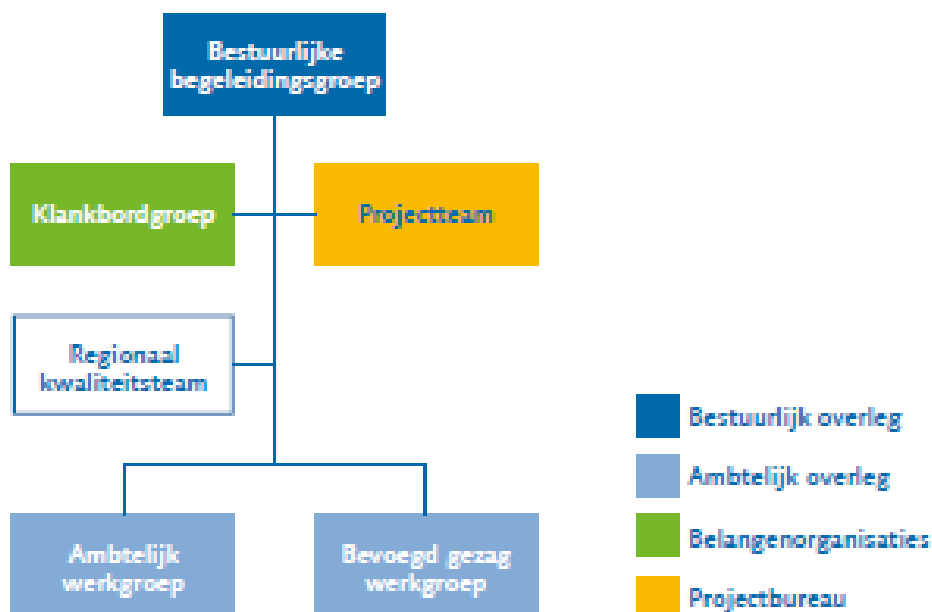 Bestuurlijke
begeleidingsgroep
Klankbordgroep
Projectteam
Regionaal
kwaliteitsteam
Ambtelijk
werkgroep
Bevoegd gezag
werkgroep
Bestuurlijk overleg
Ambtelijk overleg
Belangenorganisaties
Projectbureau